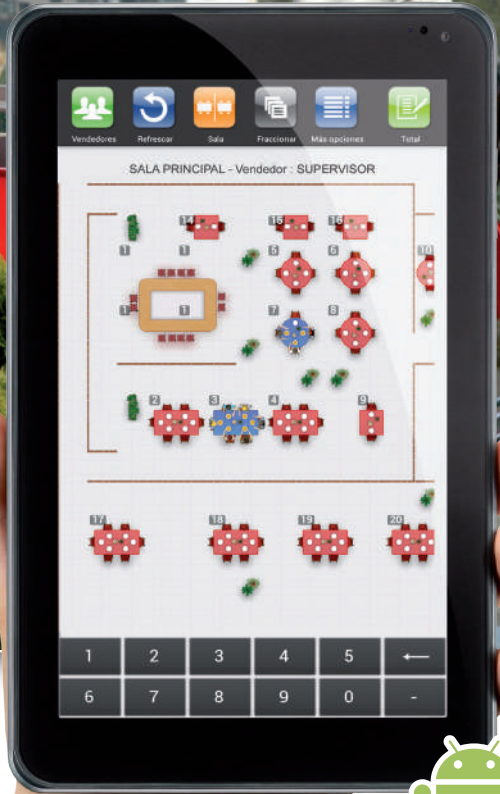 Vendedores Refrescar Sala Fraccionar Más opciones Total
SALA PRINCIPAL - Vendedor : SUPERVISOR
14 15 16
1 1 5 6 10
1 1 7 8
2 3 4 9
17 18 19 20
1 2 3 4 5 ←
6 7 8 9 0 -